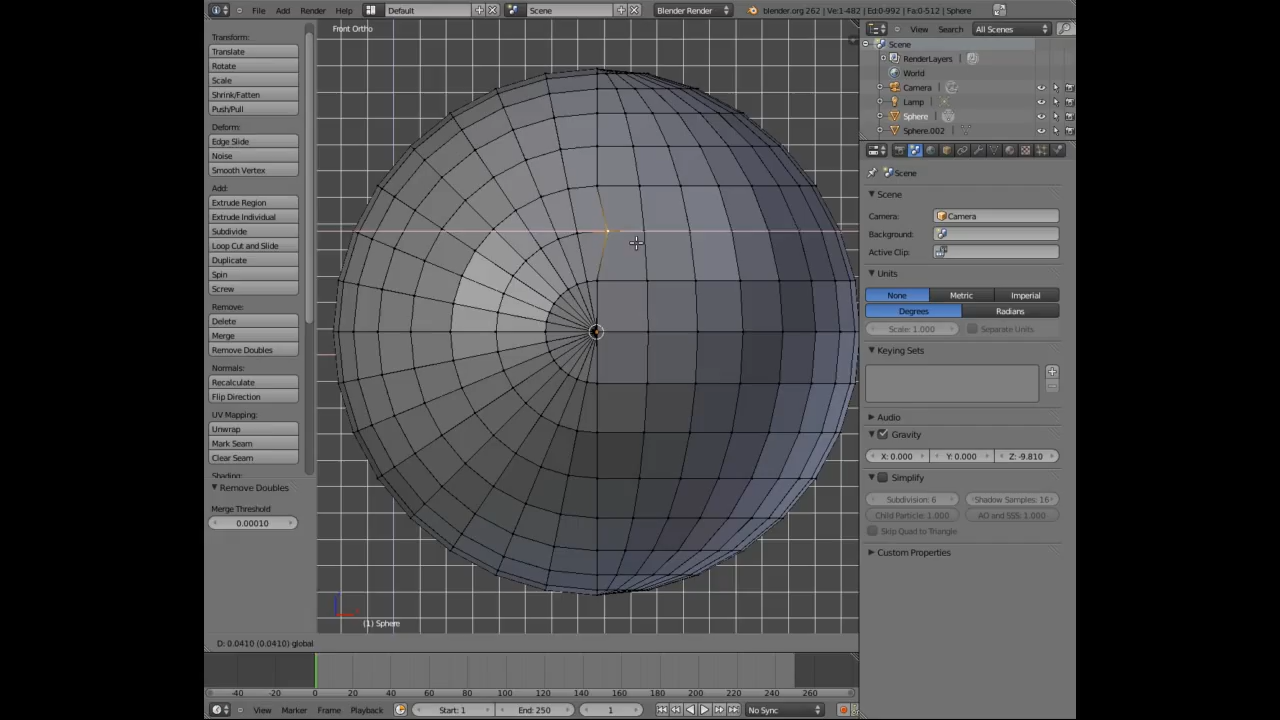 File Add Render Help Default Scene Blender Render blender.org 262 | Ve:1-482 | Ed:0-992 | Fa:0-512 | Sphere
Front Ortho
Transform:
Translate
Rotate
Scale
Shrink/Fatten
Push/Pull
Deform:
Edge Slide
Noise
Smooth Vertex
Add:
Extrude Region
Extrude Individual
Subdivide
Loop Cut and Slide
Duplicate
Spin
Screw
Remove:
Delete
Merge
Remove Doubles
Normals:
Recalculate
Flip Direction
UV Mapping:
Unwrap
Mark Seam
Clear Seam
Shading:
Remove Doubles
Merge Threshold
0.00010
(1) Sphere
D: 0.0410 (0.0410) global
View Search All Scenes
Scene
RenderLayers
World
Camera
Lamp
Sphere
Sphere.002
Scene
Scene
Camera: Camera
Background:
Active Clip:
Units
None Metric Imperial
Degrees Radians
Scale: 1.000 Separate Units
Keying Sets
Audio
Gravity
X: 0.000 Y: 0.000 Z: -9.810
Simplify
Subdivision: 6 Shadow Samples: 16
Child Particle: 1.000 AO and SSS: 1.000
Skip Quad to Triangle
Custom Properties
-40 -20 0 20 40 60 80 100 120 140 160 180 200 220 240 260
View Marker Frame Playback Start: 1 End: 250 1 No Sync